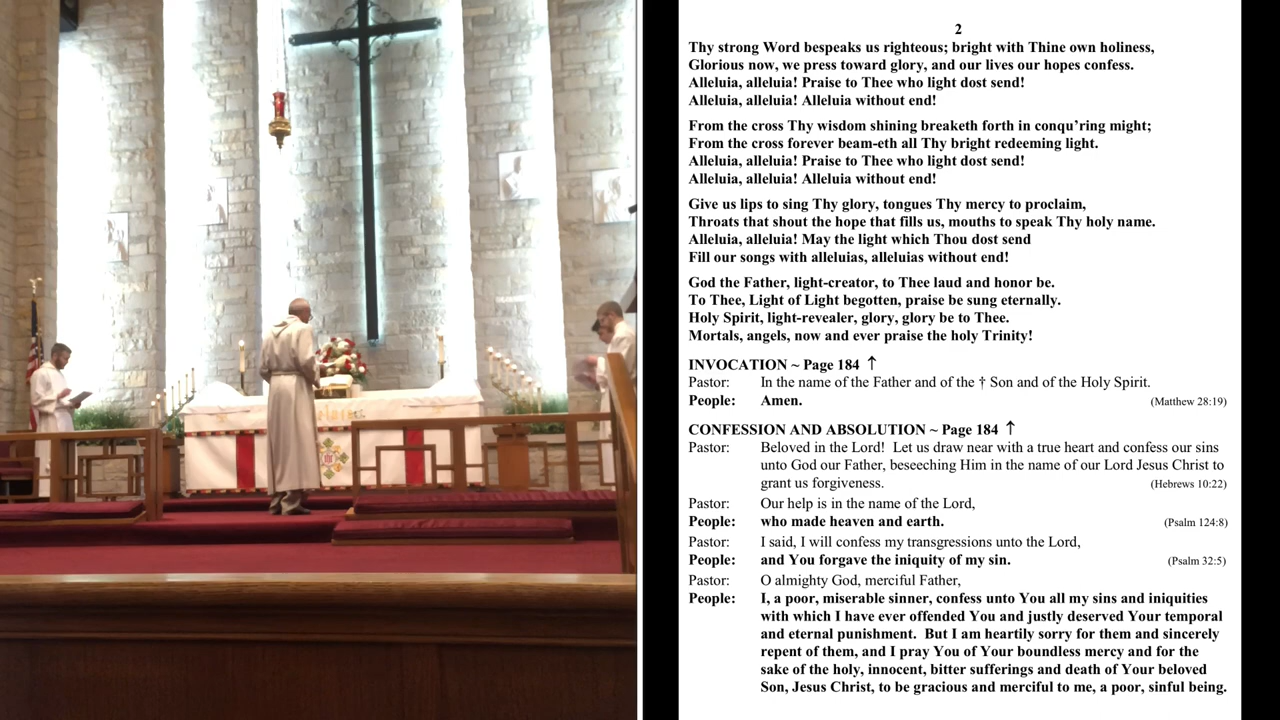 2
Thy strong Word bespeaks us righteous; bright with Thine own holiness,
Glorious now, we press toward glory, and our lives our hopes confess.
Alleluia, alleluia! Praise to Thee who light dost send!
Alleluia, alleluia! Alleluia without end!
From the cross Thy wisdom shining breaketh forth in conqu’ring might;
From the cross forever beam-eth all Thy bright redeeming light.
Alleluia, alleluia! Praise to Thee who light dost send!
Alleluia, alleluia! Alleluia without end!
Give us lips to sing Thy glory, tongues Thy mercy to proclaim,
Throats that shout the hope that fills us, mouths to speak Thy holy name.
Alleluia, alleluia! May the light which Thou dost send
Fill our songs with alleluias, alleluias without end!
God the Father, light-creator, to Thee laud and honor be.
To Thee, Light of Light begotten, praise be sung eternally.
Holy Spirit, light-revealer, glory, glory be to Thee.
Mortals, angels, now and ever praise the holy Trinity!
INVOCATION ~ Page 184 ↑
Pastor: In the name of the Father and of the † Son and of the Holy Spirit.
People: Amen. (Matthew 28:19)
CONFESSION AND ABSOLUTION ~ Page 184 ↑
Pastor: Beloved in the Lord! Let us draw near with a true heart and confess our sins
unto God our Father, beseeching Him in the name of our Lord Jesus Christ to
grant us forgiveness. (Hebrews 10:22)
Pastor: Our help is in the name of the Lord,
People: who made heaven and earth. (Psalm 124:8)
Pastor: I said, I will confess my transgressions unto the Lord,
People: and You forgave the iniquity of my sin. (Psalm 32:5)
Pastor: O almighty God, merciful Father,
People: I, a poor, miserable sinner, confess unto You all my sins and iniquities
with which I have ever offended You and justly deserved Your temporal
and eternal punishment. But I am heartily sorry for them and sincerely
repent of them, and I pray You of Your boundless mercy and for the
sake of the holy, innocent, bitter sufferings and death of Your beloved
Son, Jesus Christ, to be gracious and merciful to me, a poor, sinful being.